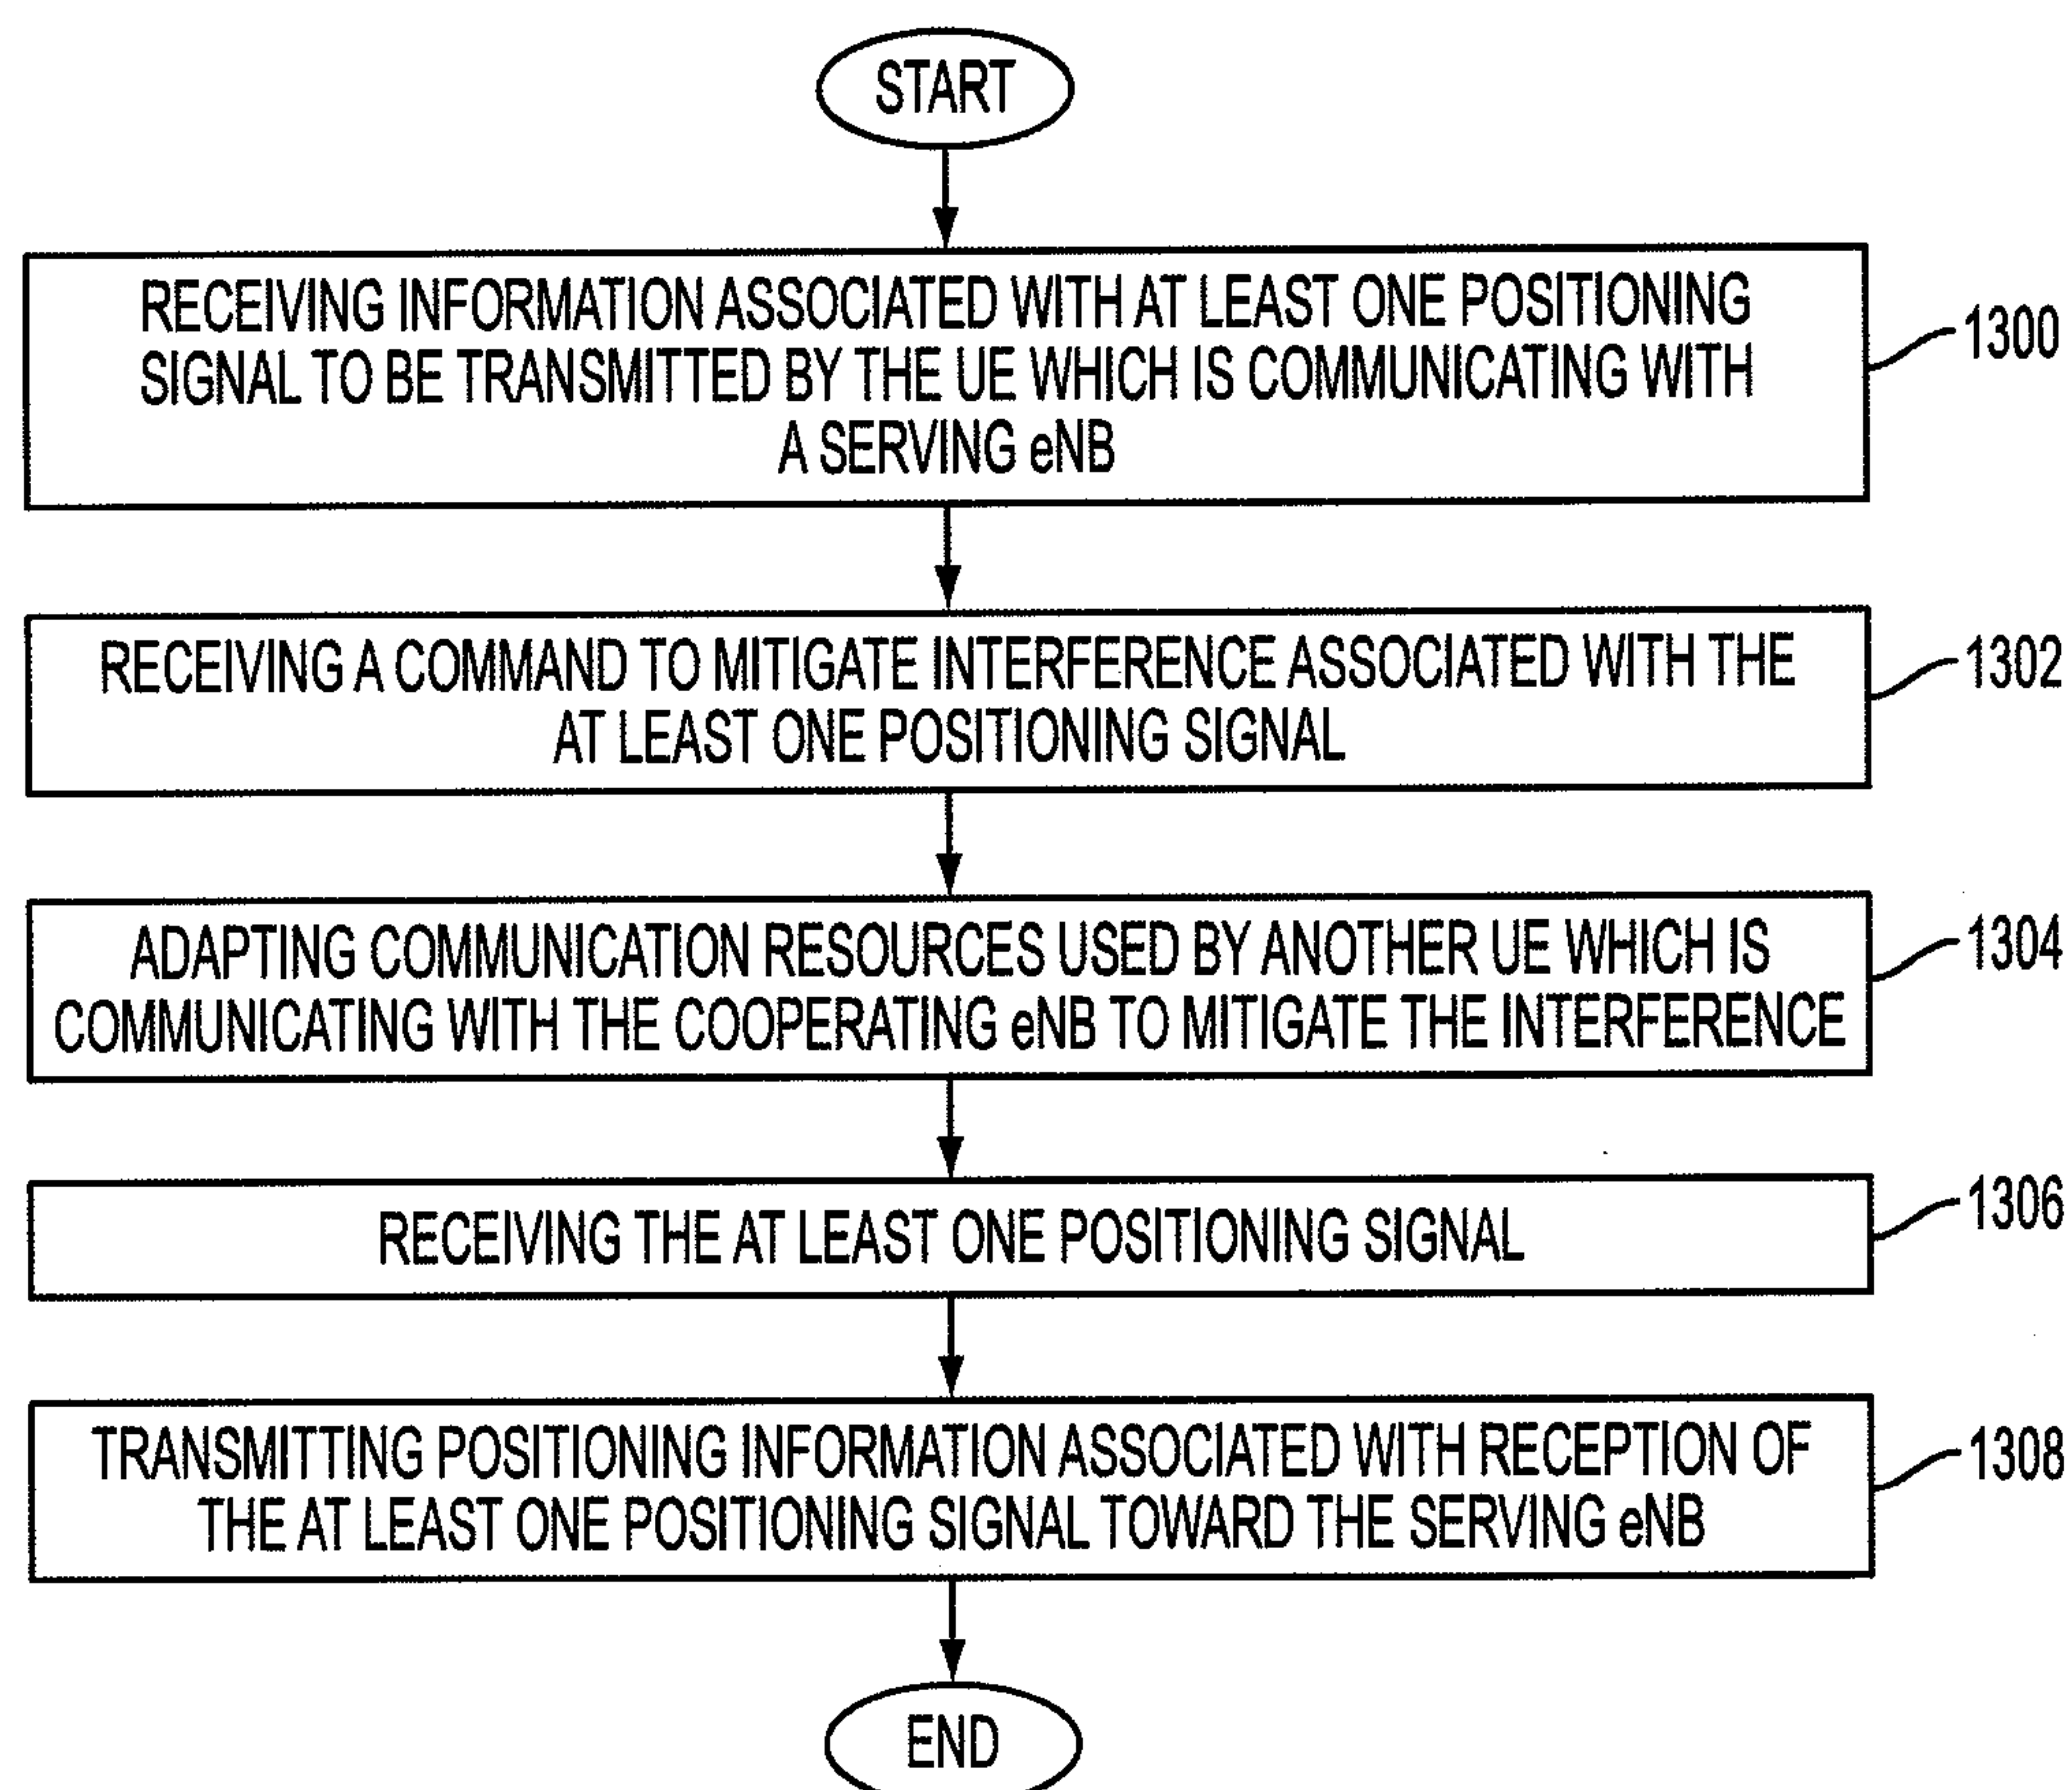 START
RECEIVING INFORMATION ASSOCIATED WITH AT LEAST ONE POSITIONING
SIGNAL TO BE TRANSMITTED BY THE UE WHICH IS COMMUNICATING WITH
A SERVING eNB
1300
RECEIVING A COMMAND TO MITIGATE INTERFERENCE ASSOCIATED WITH THE
AT LEAST ONE POSITIONING SIGNAL
1302
ADAPTING COMMUNICATION RESOURCES USED BY ANOTHER UE WHICH IS
COMMUNICATING WITH THE COOPERATING eNB TO MITIGATE THE INTERFERENCE
1304
RECEIVING THE AT LEAST ONE POSITIONING SIGNAL
1306
TRANSMITTING POSITIONING INFORMATION ASSOCIATED WITH RECEPTION OF
THE AT LEAST ONE POSITIONING SIGNAL TOWARD THE SERVING eNB
1308
END